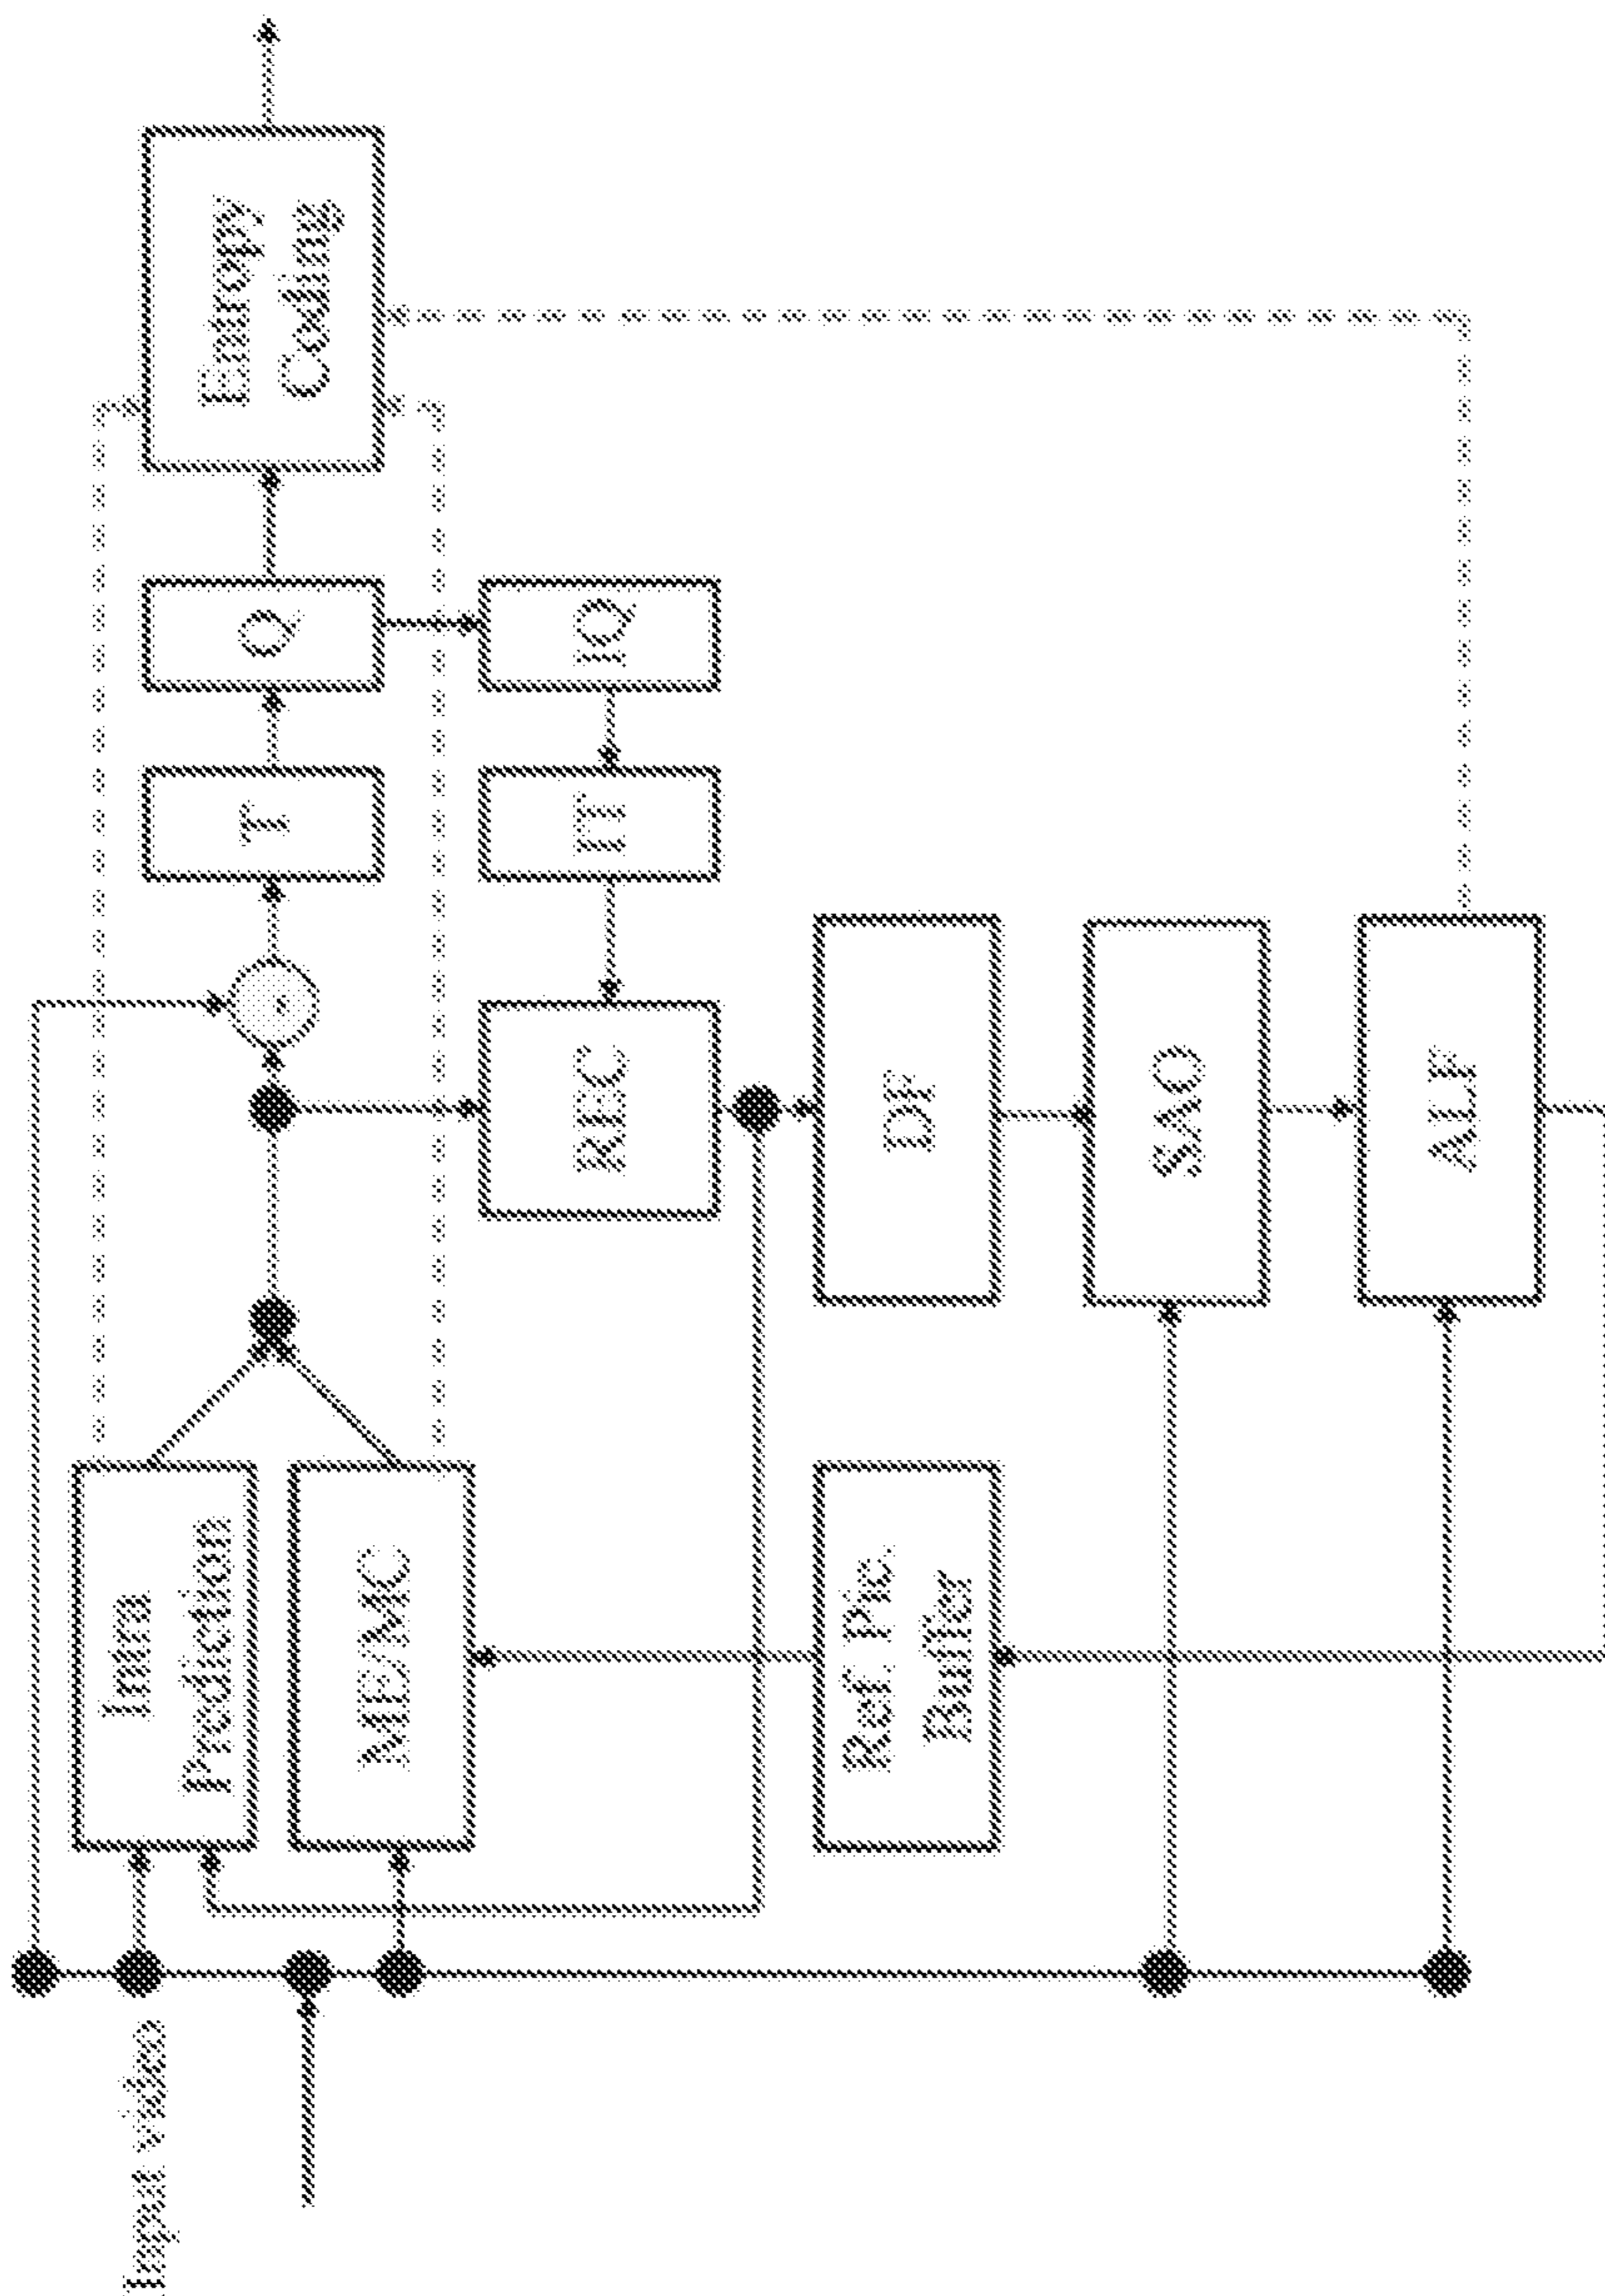 Input video
Intra
Prediction
ME/MC
-
T
Q
Entropy
Coding
REC
IT
IQ
Ref. Pic.
Buffer
DF
SAO
ALF